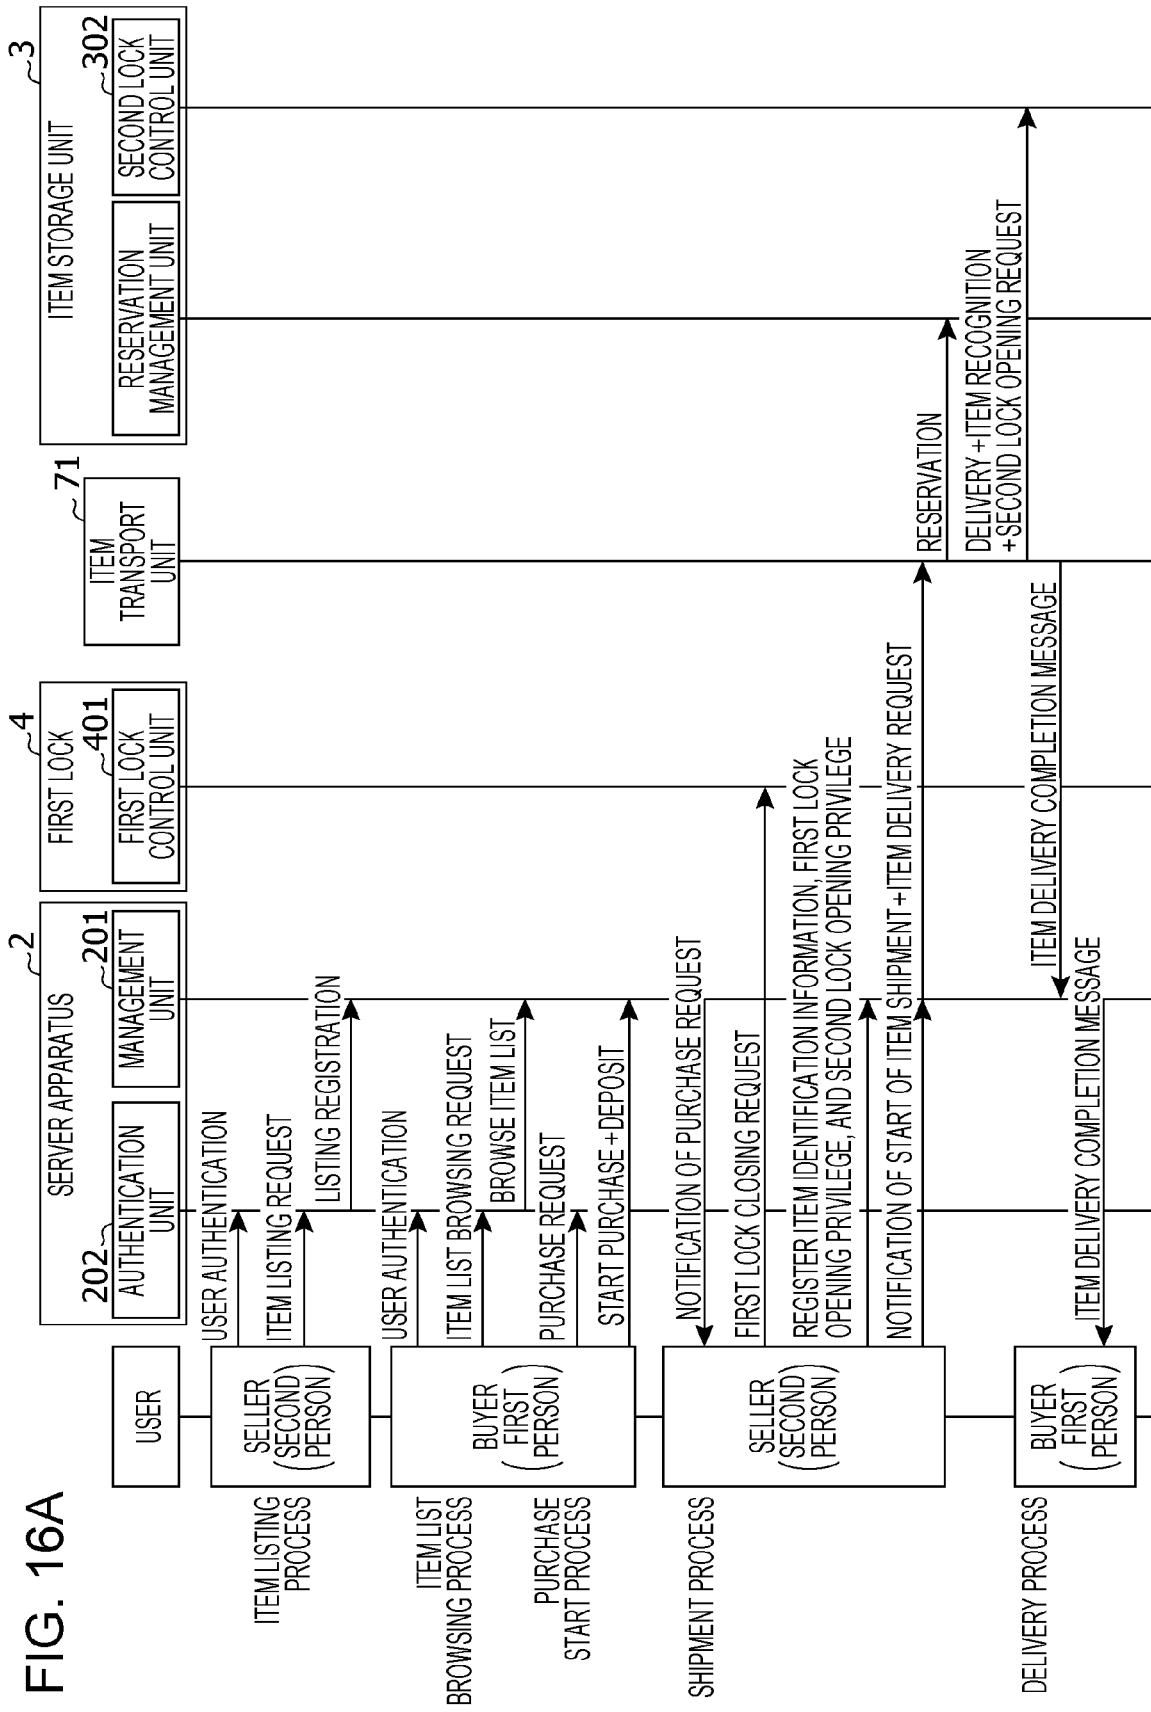 FIG. 16A
USER
SERVER APPARATUS
2
202
AUTHENTICATION
UNIT
201
MANAGEMENT
UNIT
FIRST LOCK
4
401
FIRST LOCK
CONTROL UNIT
71
ITEM
TRANSPORT
UNIT
ITEM STORAGE UNIT
3
RESERVATION
MANAGEMENT UNIT
302
SECOND LOCK
CONTROL UNIT
ITEM LISTING
PROCESS
SELLER
(SECOND
PERSON)
USER AUTHENTICATION
ITEM LISTING REQUEST
LISTING REGISTRATION
ITEM LIST
BROWSING PROCESS
PURCHASE
START PROCESS
BUYER
(FIRST
PERSON)
USER AUTHENTICATION
ITEM LIST BROWSING REQUEST
BROWSE ITEM LIST
PURCHASE REQUEST
START PURCHASE+DEPOSIT
SHIPMENT PROCESS
SELLER
(SECOND
PERSON)
NOTIFICATION OF PURCHASE REQUEST
FIRST LOCK CLOSING REQUEST
REGISTER ITEM IDENTIFICATION INFORMATION, FIRST LOCK
OPENING PRIVILEGE, AND SECOND LOCK OPENING PRIVILEGE
NOTIFICATION OF START OF ITEM SHIPMENT+ITEM DELIVERY REQUEST
RESERVATION
DELIVERY+ITEM RECOGNITION
+SECOND LOCK OPENING REQUEST
DELIVERY PROCESS
BUYER
(FIRST
PERSON)
ITEM DELIVERY COMPLETION MESSAGE
ITEM DELIVERY COMPLETION MESSAGE